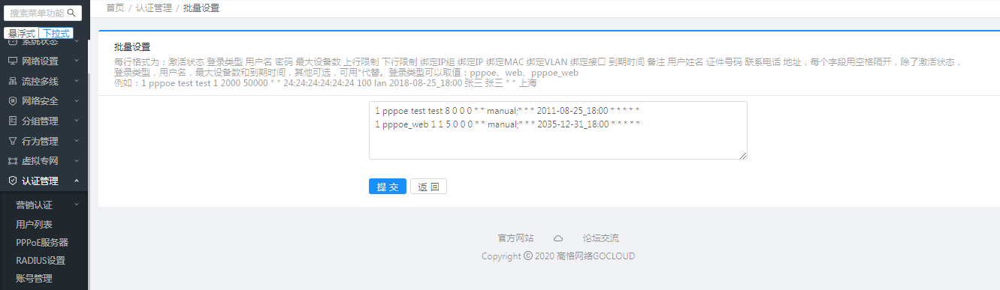 搜索菜单功能
悬浮式 下拉式
系统状态
网络设置
流控多线
网络安全
分组管理
行为管理
虚拟专网
认证管理
营销认证
用户列表
PPPoE服务器
RADIUS设置
账号管理
首页 / 认证管理 / 批量设置
批量设置
每行格式为：激活状态 登录类型 用户名 密码 最大设备数 上行限制 下行限制 绑定IP组 绑定IP 绑定MAC 绑定VLAN 绑定接口 到期时间 备注 用户姓名 证件号码 联系电话 地址，每个字段用空格隔开，除了激活状态，
登录类型，用户名，最大设备数和到期时间，其他可选，可用*代替。登录类型可以取值：pppoe、web、pppoe_web
例如：1 pppoe test test 1 2000 50000 * * 24:24:24:24:24:24 100 lan 2018-08-25_18:00 张三 张三 * * 上海
1 pppoe test test 8 0 0 0 * * manual;* * * 2011-08-25_18:00 * * * * *
1 pppoe_web 1 1 5 0 0 0 * * manual;* * * 2035-12-31_18:00 * * * * *
提 交 返 回
官方网站 论坛交流
Copyright © 2020 高恪网络GOCLOUD